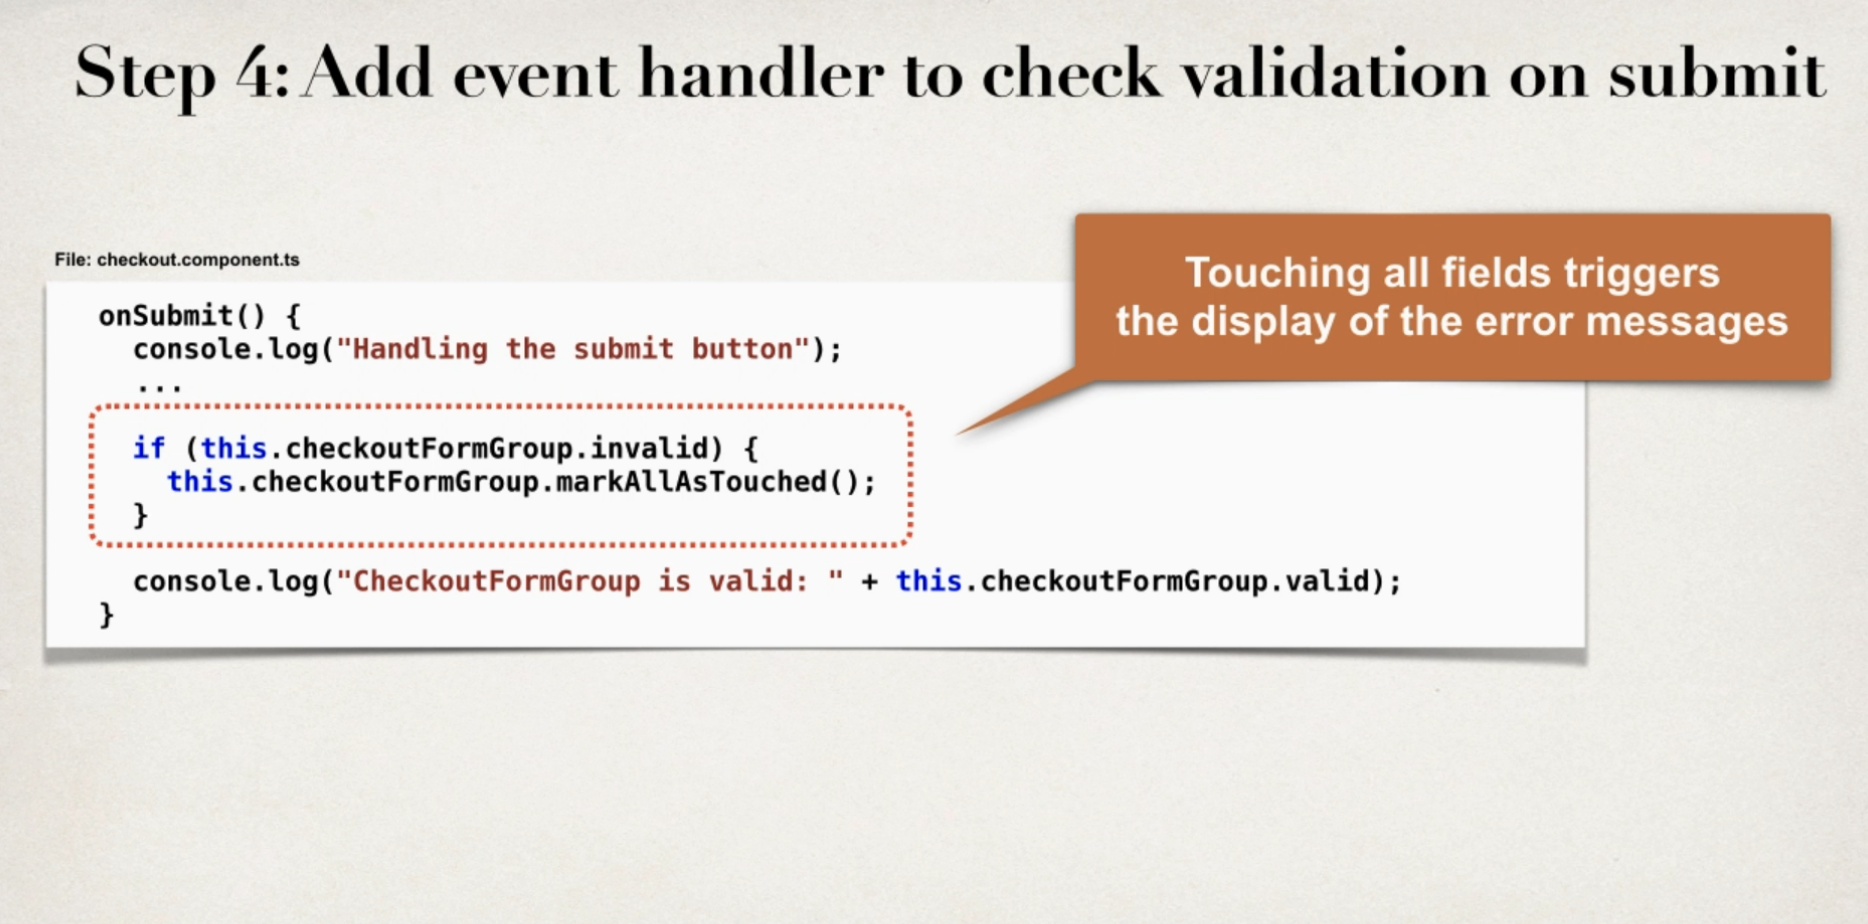 Step 4: Add event handler to check validation on submit
File: checkout.component.ts
Touching all fields triggers
the display of the error messages
onSubmit() {
console.log("Handling the submit button");
...
if (this.checkoutFormGroup.invalid) {
this.checkoutFormGroup.markAllAsTouched();
}
console.log("CheckoutFormGroup is valid: " + this.checkoutFormGroup.valid);
}